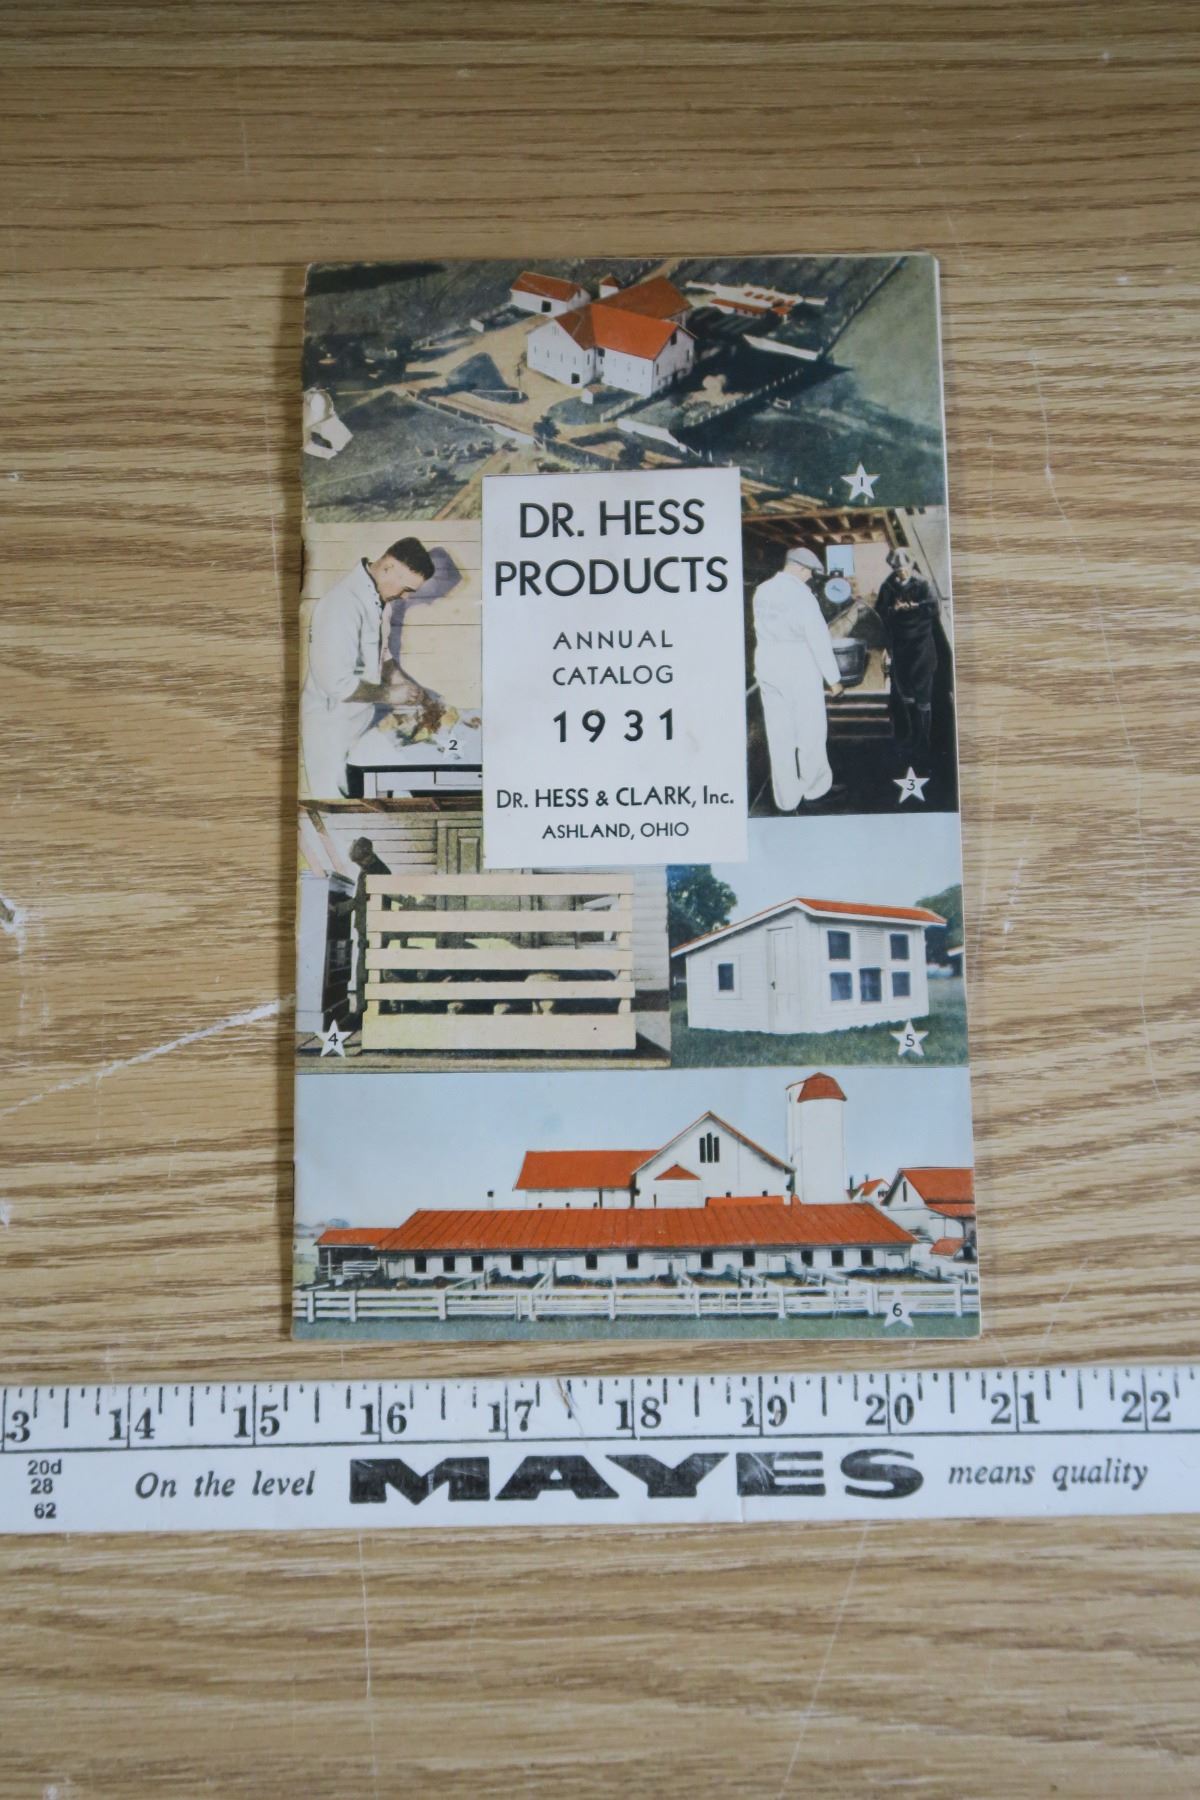 1
DR. HESS
PRODUCTS
ANNUAL
CATALOG
1931
DR. HESS & CLARK, Inc.
ASHLAND, OHIO
2
3
4
5
6
3 14 15 16 17 18 19 20 21 22
20d
28
62
On the level MAYES means quality